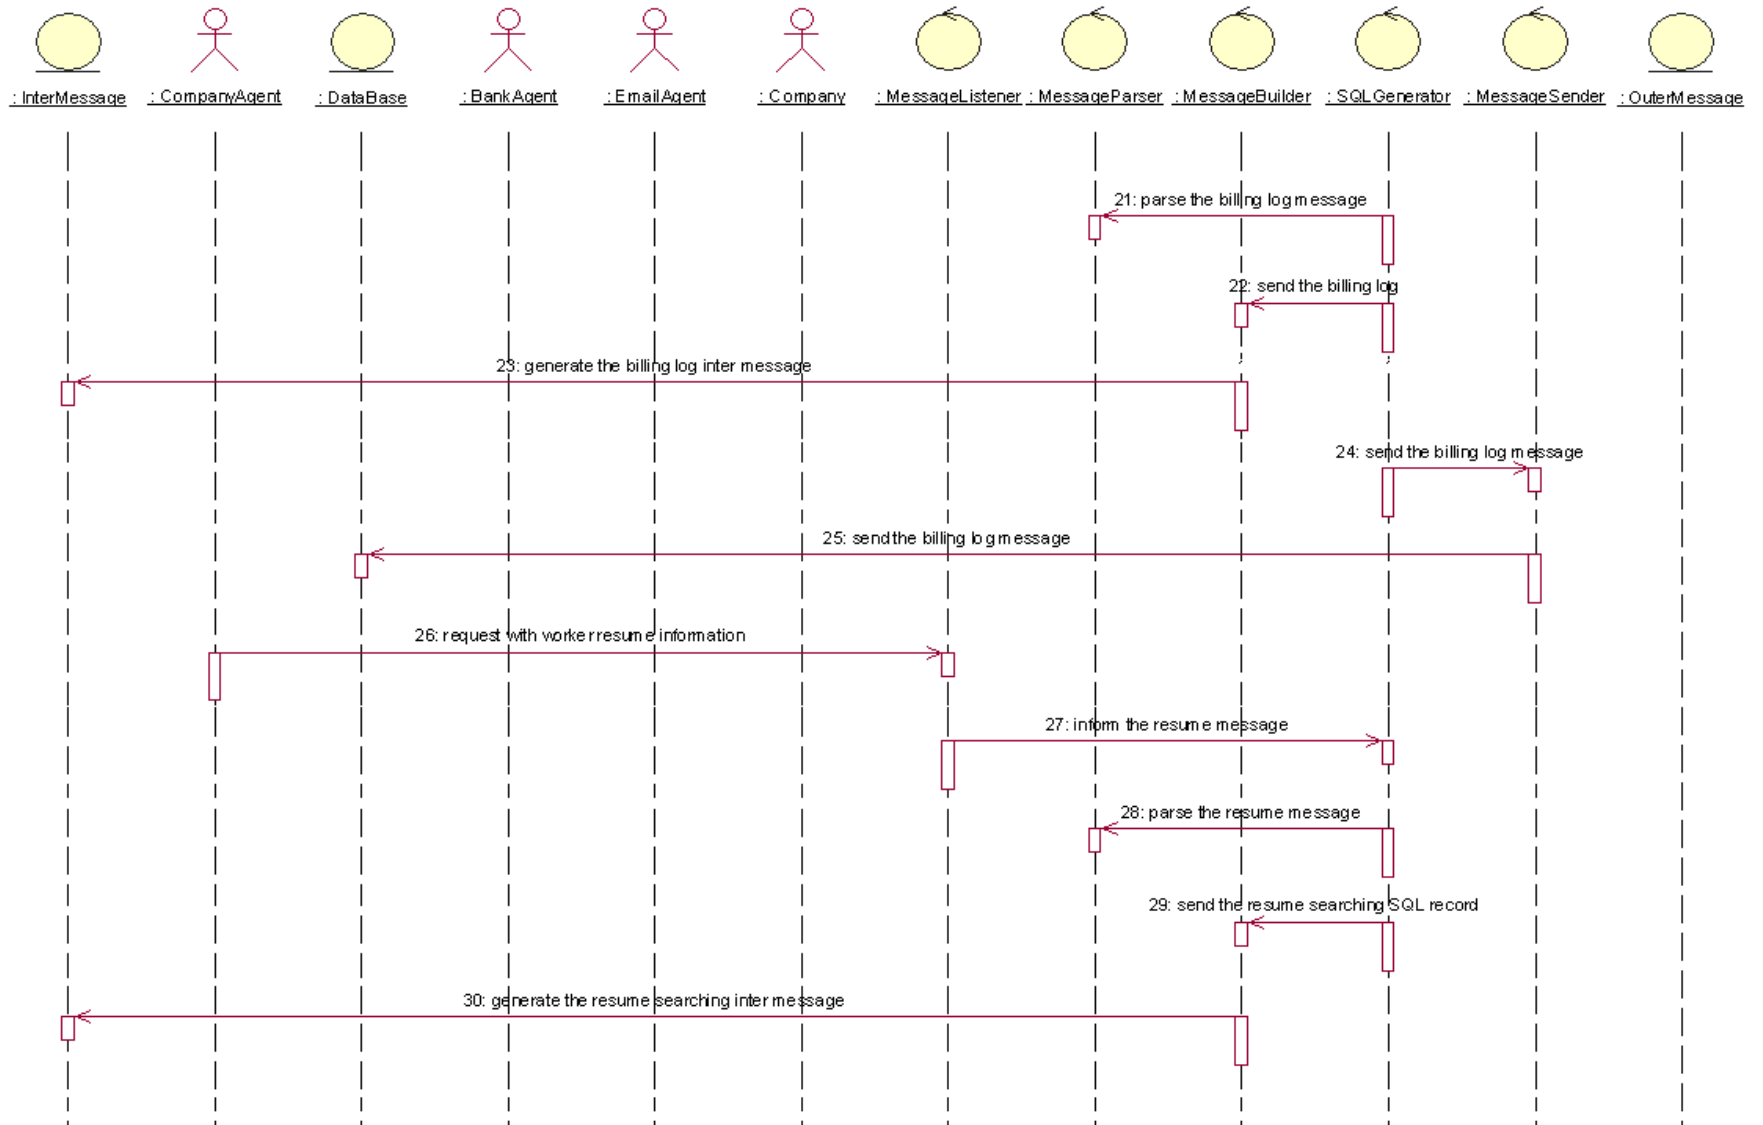 : InterMessage
: CompanyAgent
: DataBase
: BankAgent
: EmailAgent
: Company
: MessageListener
: MessageParser
: MessageBuilder
: SQLGenerator
: MessageSender
: OuterMessage
21: parse the billing log message
22: send the billing log
23: generate the billing log inter message
24: send the billing log message
25: send the billing log message
26: request with worker resume information
27: inform the resume message
28: parse the resume message
29: send the resume searching SQL record
30: generate the resume searching inter message